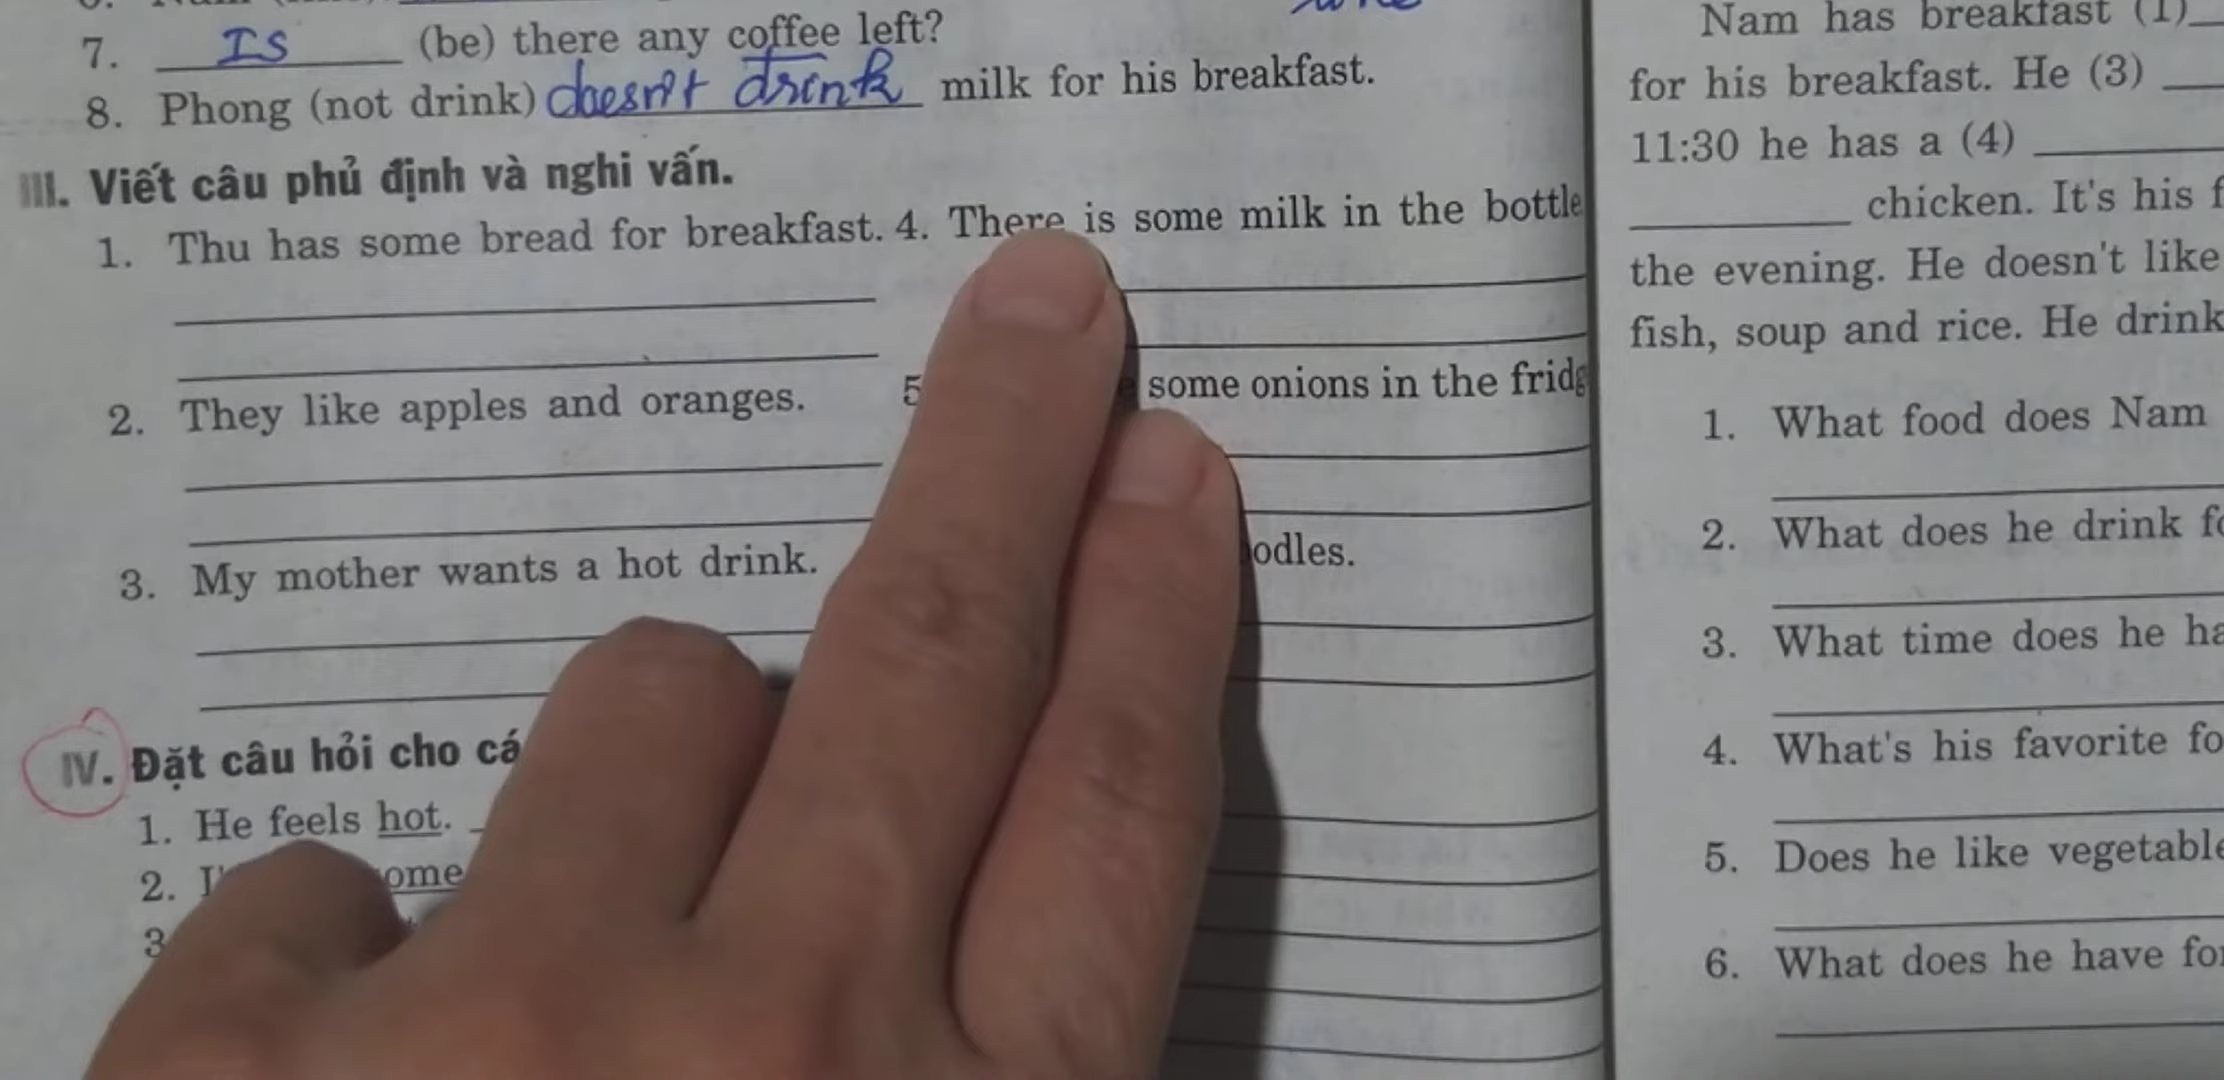 7. Is (be) there any coffee left?
8. Phong (not drink) doesn't drink milk for his breakfast.
III. Viết câu phủ định và nghi vấn.
1. Thu has some bread for breakfast. 4. There is some milk in the bottle
2. They like apples and oranges. 5 some onions in the fridg
3. My mother wants a hot drink. odles.
IV. Đặt câu hỏi cho cá
1. He feels hot.
2. I' ome
3
Nam has breakfast (1)
for his breakfast. He (3)
11:30 he has a (4)
chicken. It's his f
the evening. He doesn't like
fish, soup and rice. He drink
1. What food does Nam
2. What does he drink fo
3. What time does he ha
4. What's his favorite fo
5. Does he like vegetable
6. What does he have for